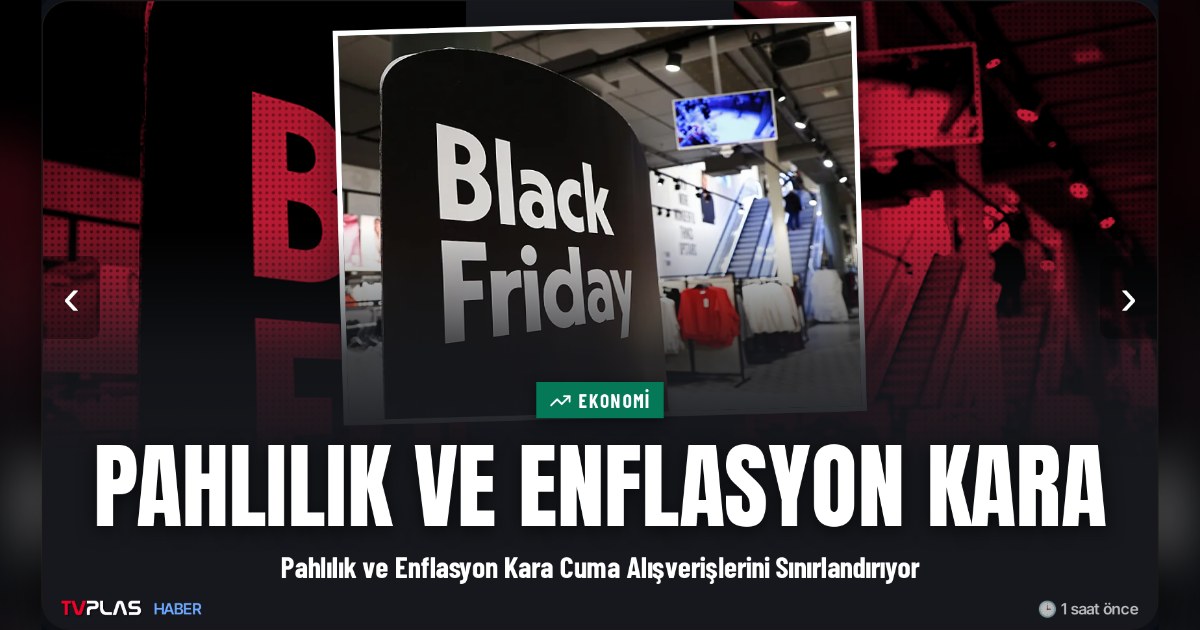 Black
Friday
B
F
EKONOMİ
PAHLILIK VE ENFLASYON KARA
Pahlılık ve Enflasyon Kara Cuma Alışverişlerini Sınırlandırıyor
TVPLAS HABER
1 saat önce